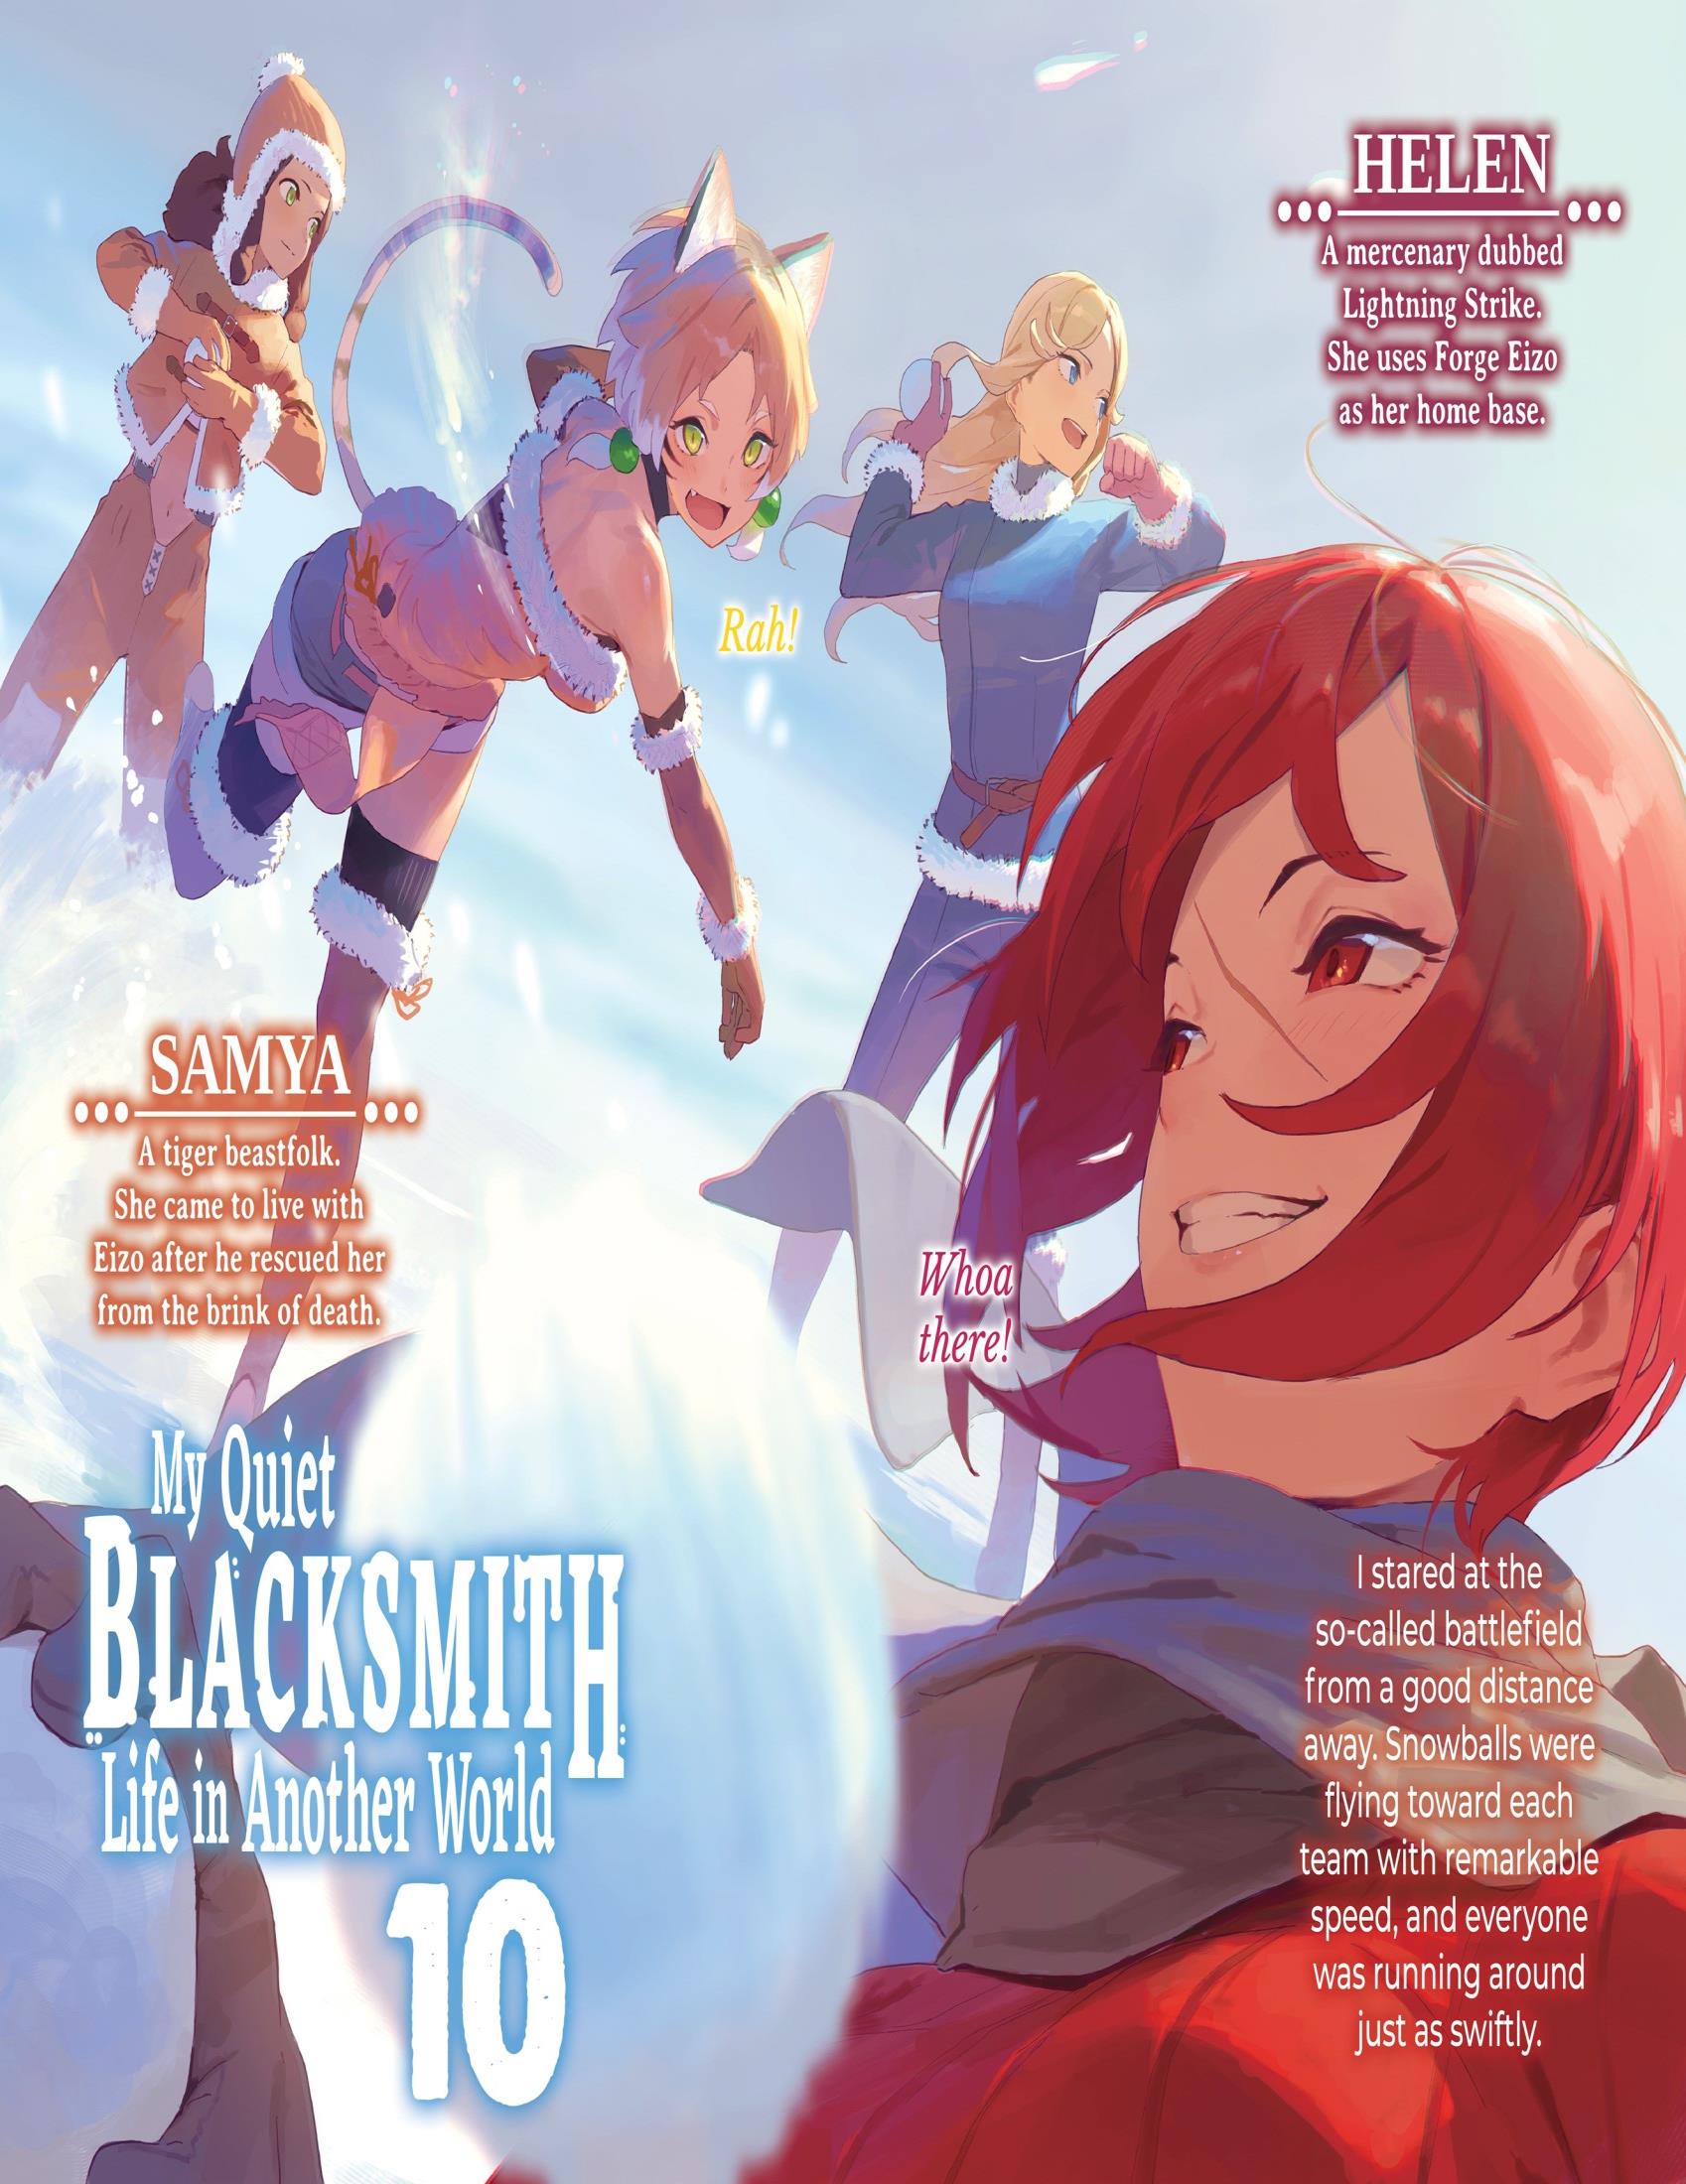 HELEN
A mercenary dubbed
Lightning Strike.
She uses Forge Eizo
as her home base.
Rah!
SAMYA
A tiger beastfolk.
She came to live with
Eizo after he rescued her
from the brink of death.
Whoa
there!
My Quiet
BLACKSMITH
Life in Another World
10
I stared at the
so-called battlefield
from a good distance
away. Snowballs were
flying toward each
team with remarkable
speed, and everyone
was running around
just as swiftly.